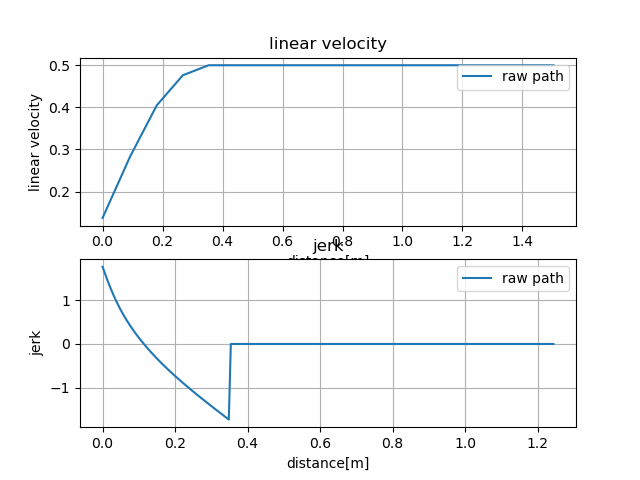 linear velocity
linear velocity
0.5
0.4
0.3
0.2
raw path
0.0 0.2 0.4 0.6 0.8 1.0 1.2 1.4
distance[m]
jerk
jerk
1
0
−1
raw path
0.0 0.2 0.4 0.6 0.8 1.0 1.2
distance[m]